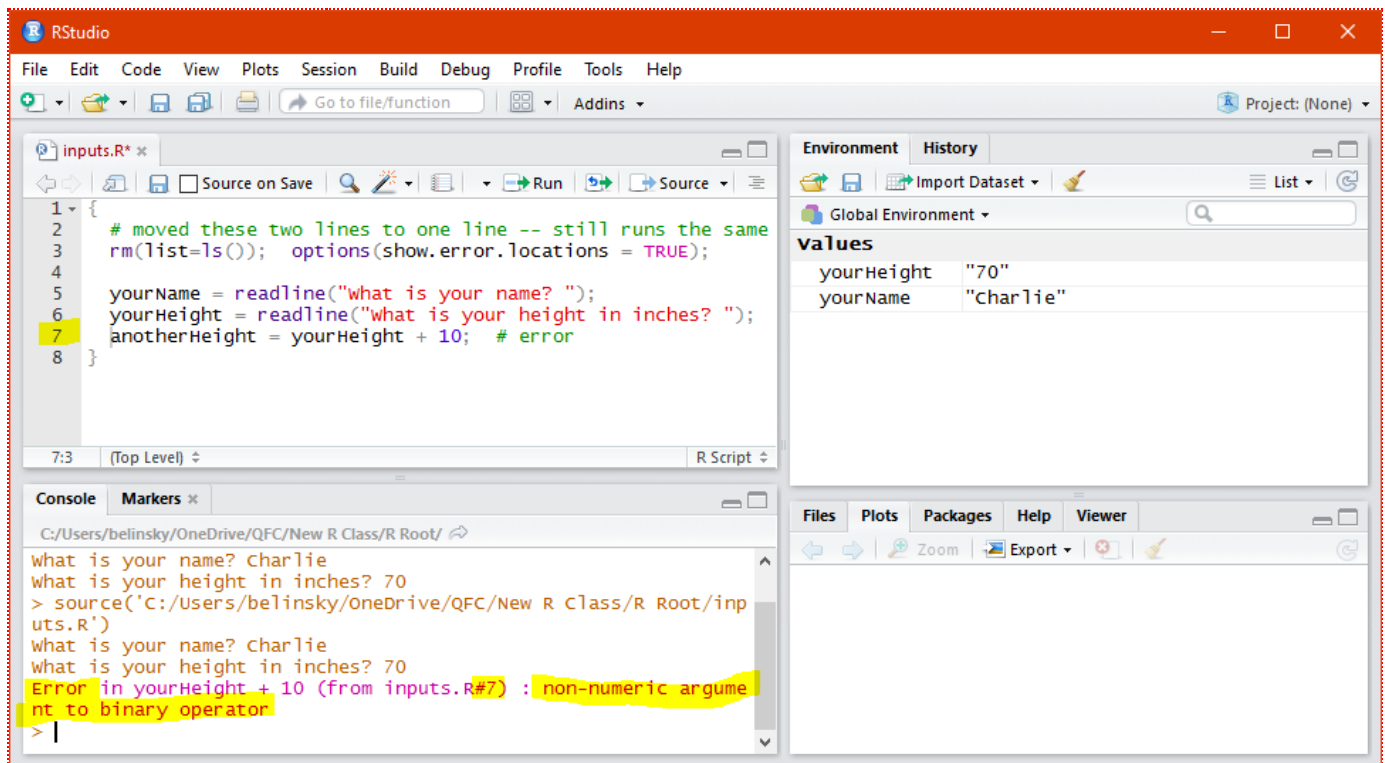 RStudio
File Edit Code View Plots Session Build Debug Profile Tools Help
Go to file/function Addins Project: (None)
inputs.R*
Source on Save Run Source
1 {
2 # moved these two lines to one line -- still runs the same
3 rm(list=ls()); options(show.error.locations = TRUE);
4
5 yourName = readline("What is your name? ");
6 yourHeight = readline("What is your height in inches? ");
7 anotherHeight = yourHeight + 10; # error
8 }
7:3 (Top Level) R Script
Console Markers
C:/Users/belinsky/OneDrive/QFC/New R Class/R Root/
What is your name? Charlie
What is your height in inches? 70
> source('C:/Users/belinsky/OneDrive/QFC/New R Class/R Root/inp
uts.R')
What is your name? Charlie
What is your height in inches? 70
Error in yourHeight + 10 (from inputs.R#7) : non-numeric argume
nt to binary operator
>
Environment History
Import Dataset List
Global Environment
Values
yourHeight "70"
yourName "Charlie"
Files Plots Packages Help Viewer
Zoom Export